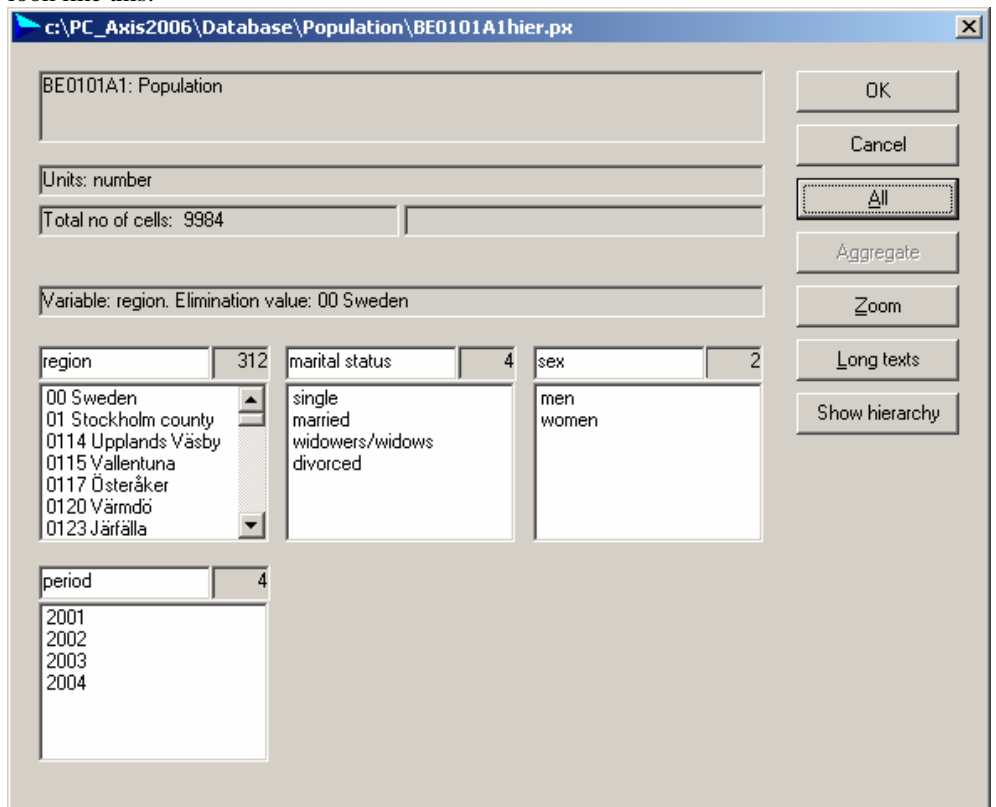 look like this:
c:\PC_Axis2006\Database\Population\BE0101A1hier.px
BE0101A1: Population
OK
Cancel
Units: number
All
Total no of cells: 9984
Aggregate
Variable: region. Elimination value: 00 Sweden
Zoom
region 312 marital status 4 sex 2
Long texts
00 Sweden
01 Stockholm county
0114 Upplands Väsby
0115 Vallentuna
0117 Österåker
0120 Värmdö
0123 Järfälla
single
married
widowers/widows
divorced
men
women
Show hierarchy
period 4
2001
2002
2003
2004